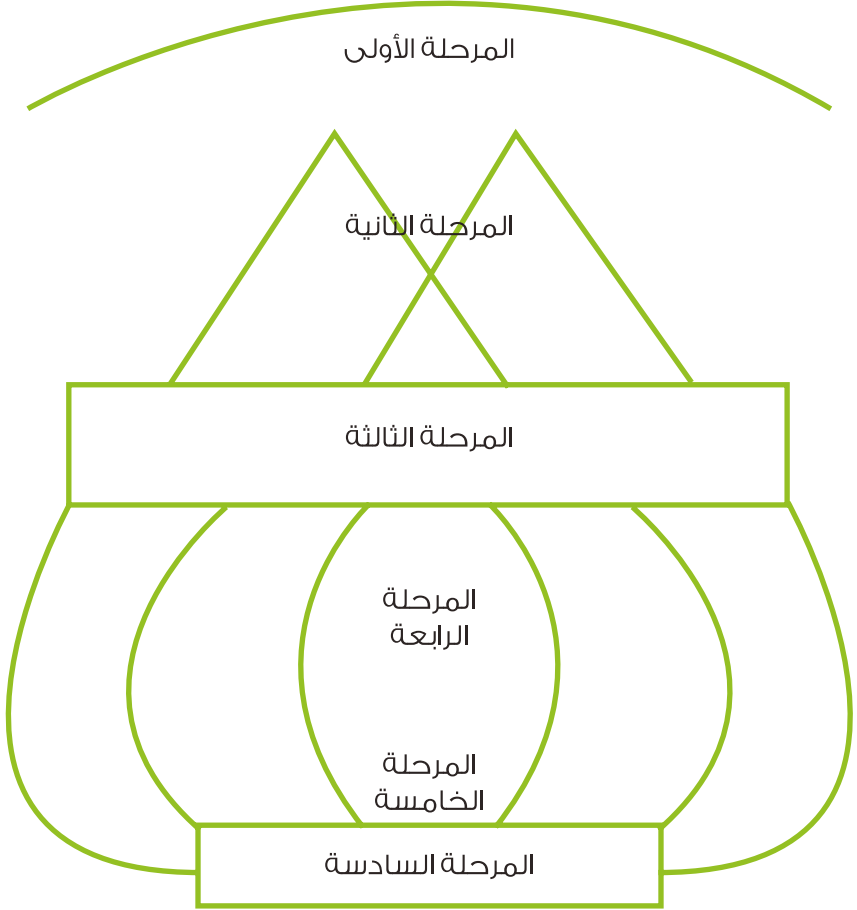 المرحلة الأولى
المرحلة الثانية
المرحلة الثالثة
المرحلة
الرابعة
المرحلة
الخامسة
المرحلة السادسة